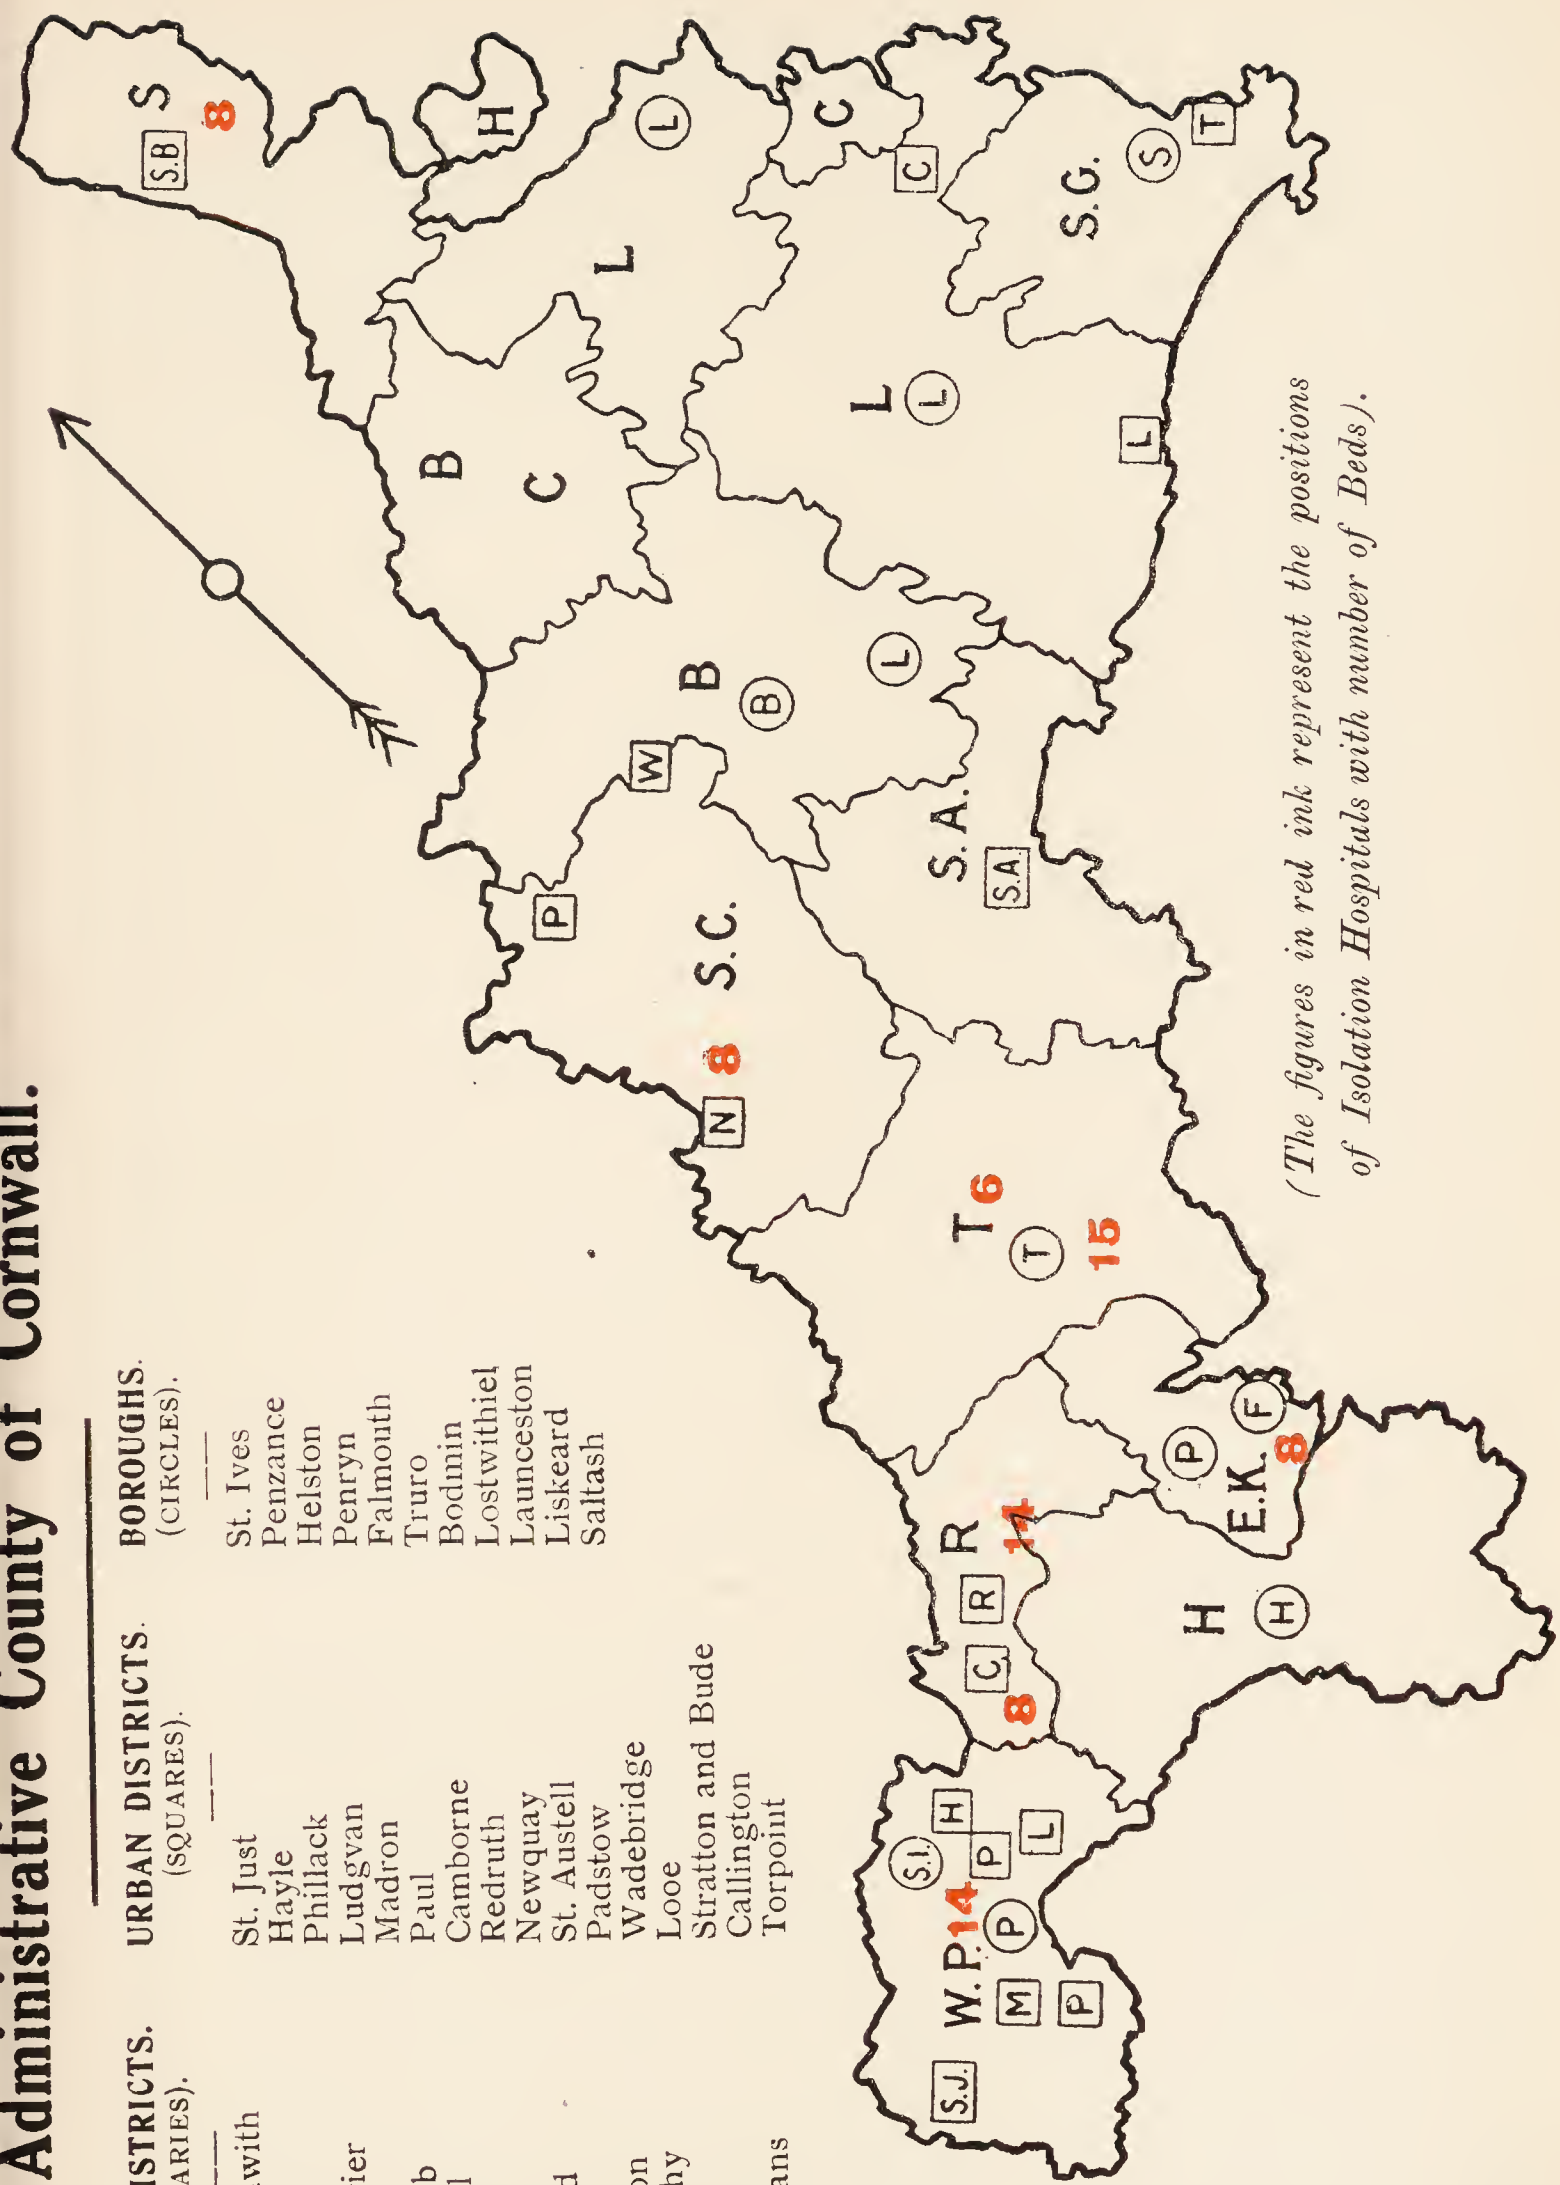 Administrative County of Cornwall.
ISTRICTS.
ARIES).
with
ier
b
l
d
on
hy
ans
URBAN DISTRICTS.
(SQUARES).
St. Just
Hayle
Phillack
Ludgvan
Madron
Paul
Camborne
Redruth
Newquay
St. Austell
Padstow
Wadebridge
Looe
Stratton and Bude
Callington
Torpoint
BOROUGHS.
(CIRCLES).
St. Ives
Penzance
Helston
Penryn
Falmouth
Truro
Bodmin
Lostwithiel
Launceston
Liskeard
Saltash
S
S.B
8
H
L
L
C
C
S.G.
S
T
B
C
L
L
L
B
B
L
W
P
S.C.
8
N
S.A.
S.A
T 6
T
15
R
14
R
C
8
P
F
E.K.
8
H
H
H
S.I.
P
L
W.P. 14
P
M
P
S.J.
(The figures in red ink represent the positions
of Isolation Hospitals with number of Beds).